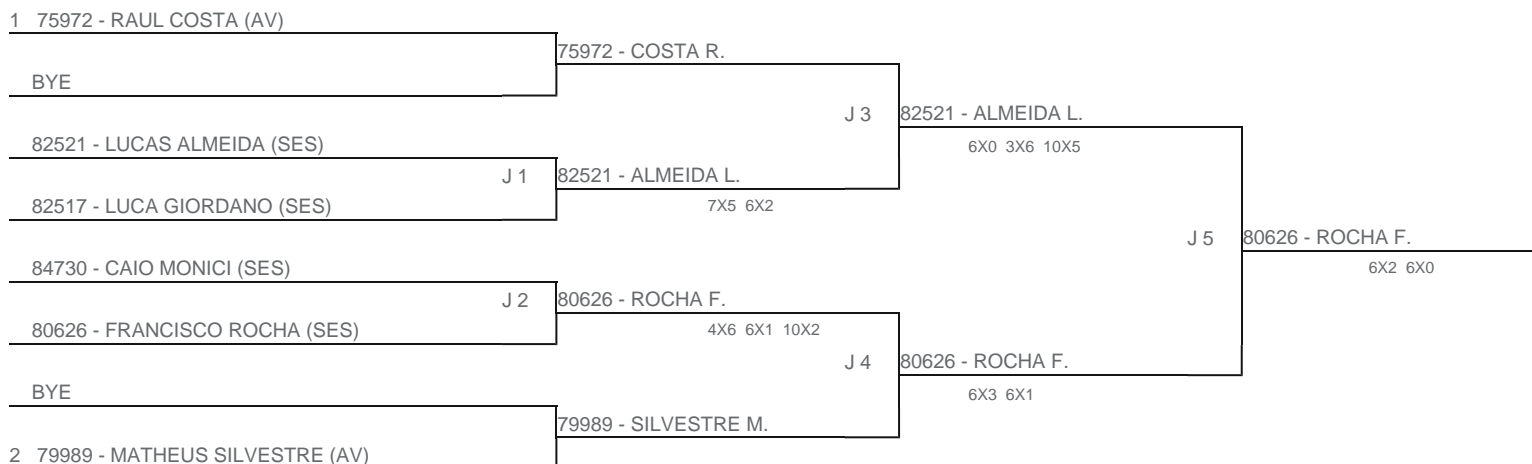 1 75972 - RAUL COSTA (AV)
75972 - COSTA R.
BYE
J 3
82521 - ALMEIDA L.
6X0 3X6 10X5
82521 - LUCAS ALMEIDA (SES)
J 1
82521 - ALMEIDA L.
7X5 6X2
82517 - LUCA GIORDANO (SES)
J 5
80626 - ROCHA F.
6X2 6X0
84730 - CAIO MONICI (SES)
J 2
80626 - ROCHA F.
4X6 6X1 10X2
80626 - FRANCISCO ROCHA (SES)
J 4
80626 - ROCHA F.
6X3 6X1
BYE
79989 - SILVESTRE M.
2 79989 - MATHEUS SILVESTRE (AV)